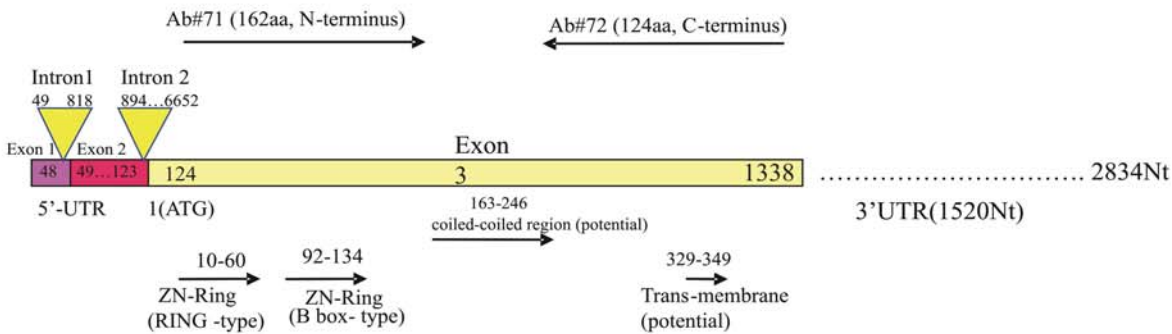 Ab#71 (162aa, N-terminus)
Ab#72 (124aa, C-terminus)
Intron1
49 818
Intron 2
894...6652
Exon 1
Exon 2
Exon
48
49...123
124
3
1338
2834Nt
5’-UTR
1(ATG)
3’UTR(1520Nt)
163-246
coiled-coiled region (potential)
10-60
ZN-Ring
(RING -type)
92-134
ZN-Ring
(B box- type)
329-349
Trans-membrane
(potential)